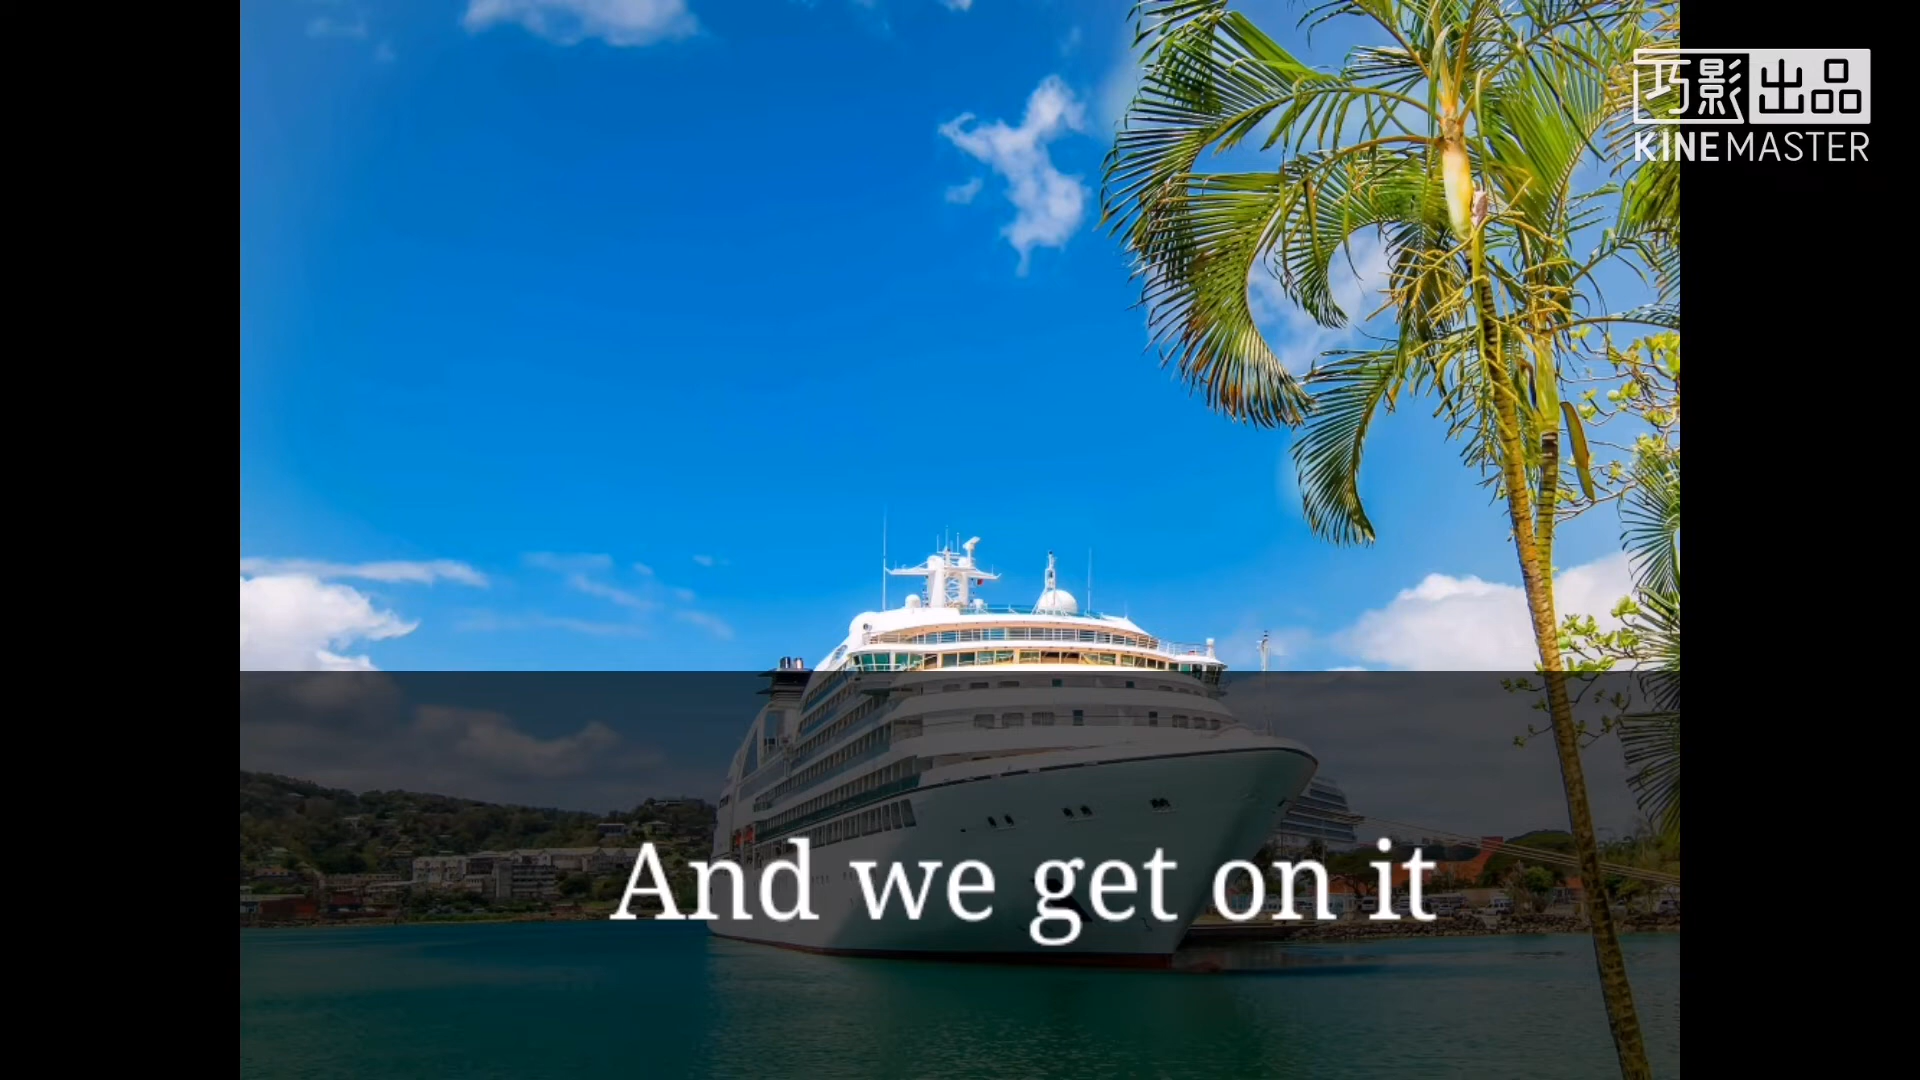 巧影出品
KINEMASTER
And we get on it